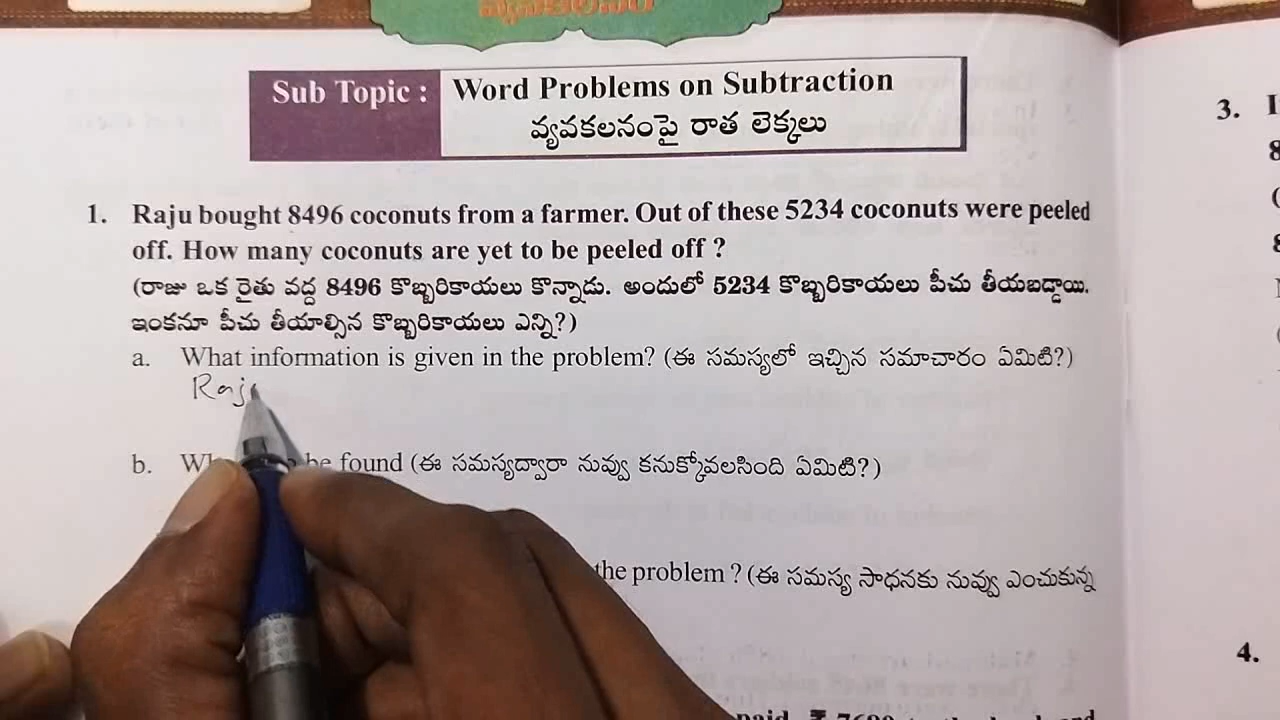 Sub Topic : Word Problems on Subtraction
వ్యవకలనంపై రాత లెక్కలు
1. Raju bought 8496 coconuts from a farmer. Out of these 5234 coconuts were peeled
off. How many coconuts are yet to be peeled off ?
(రాజు ఒక రైతు వద్ద 8496 కొబ్బరికాయలు కొన్నాడు. అందులో 5234 కొబ్బరికాయలు పీచు తీయబడ్డాయి.
ఇంకనూ పీచు తీయాల్సిన కొబ్బరికాయలు ఎన్ని?)
a. What information is given in the problem? (ఈ సమస్యలో ఇచ్చిన సమాచారం ఏమిటి?)
Raj
b. be found (ఈ సమస్యద్వారా నువ్వు కనుక్కోవలసింది ఏమిటి?)
the problem ? (ఈ సమస్య సాధనకు నువ్వు ఎంచుకున్న
3.
4.